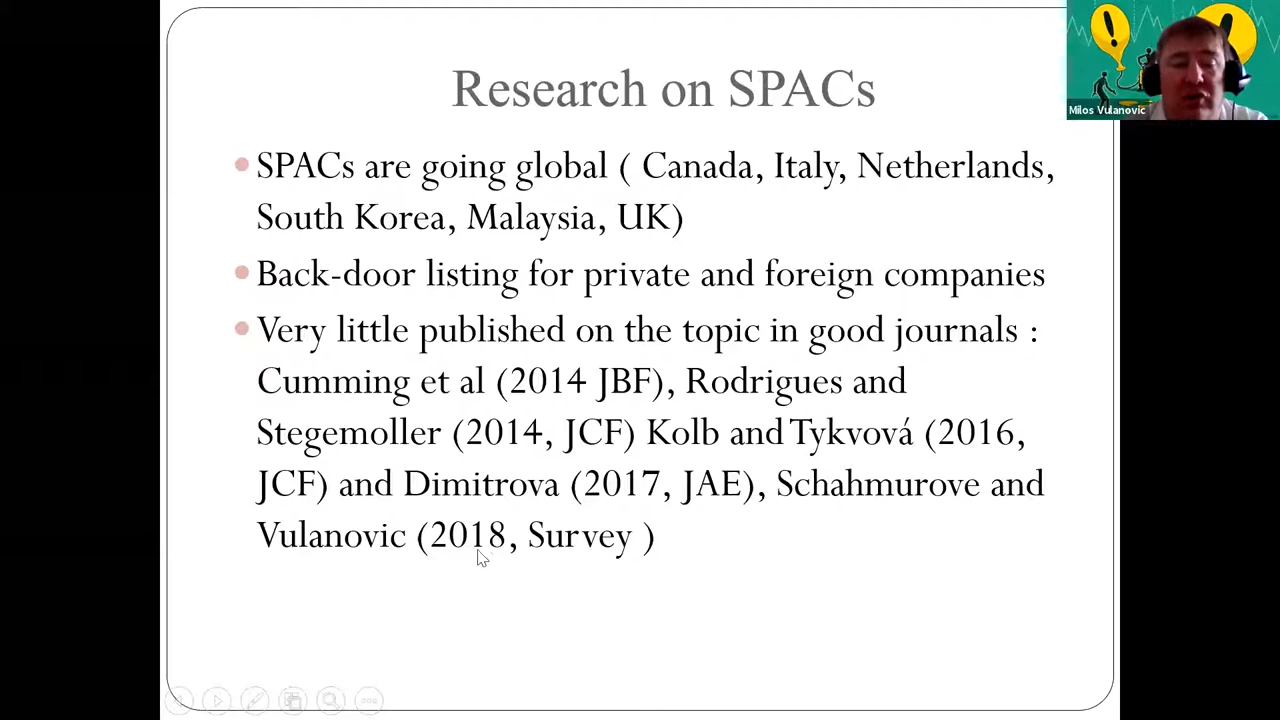 Research on SPACs
Milos Vulanovic
SPACs are going global ( Canada, Italy, Netherlands,
South Korea, Malaysia, UK)
Back-door listing for private and foreign companies
Very little published on the topic in good journals :
Cumming et al (2014 JBF), Rodrigues and
Stegemoller (2014, JCF) Kolb and Tykvová (2016,
JCF) and Dimitrova (2017, JAE), Schahmurove and
Vulanovic (2018, Survey )